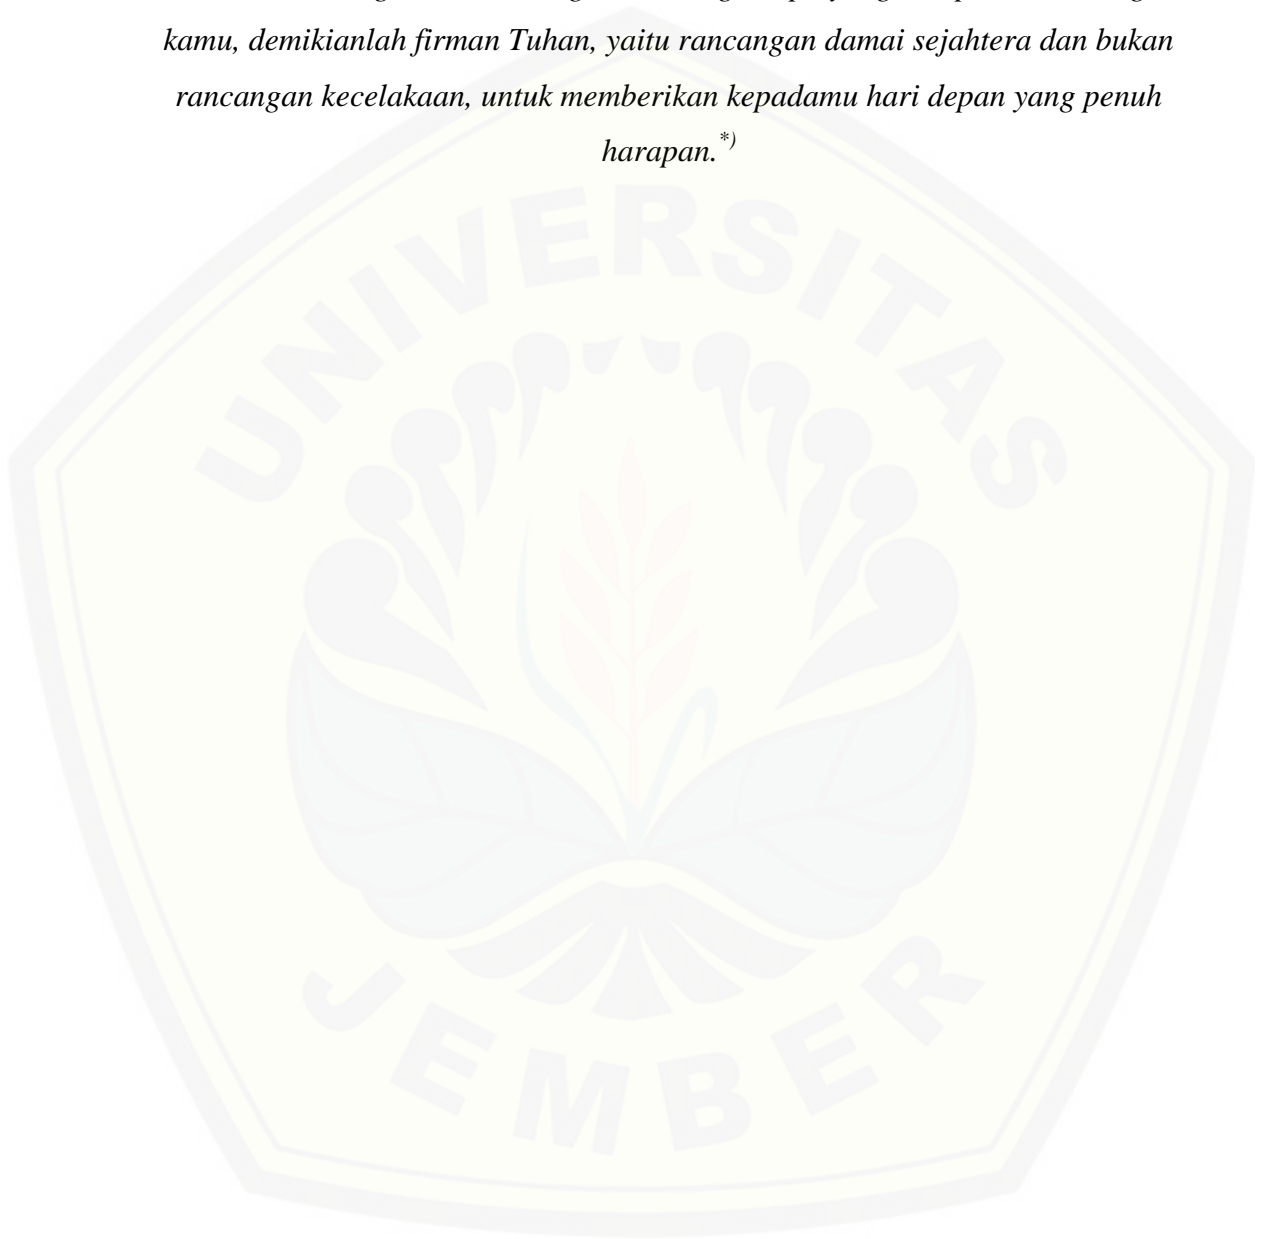 kamu, demikianlah firman Tuhan, yaitu rancangan damai sejahtera dan bukan
rancangan kecelakaan, untuk memberikan kepadamu hari depan yang penuh
harapan.*)
UNIVERSITAS
JEMBER